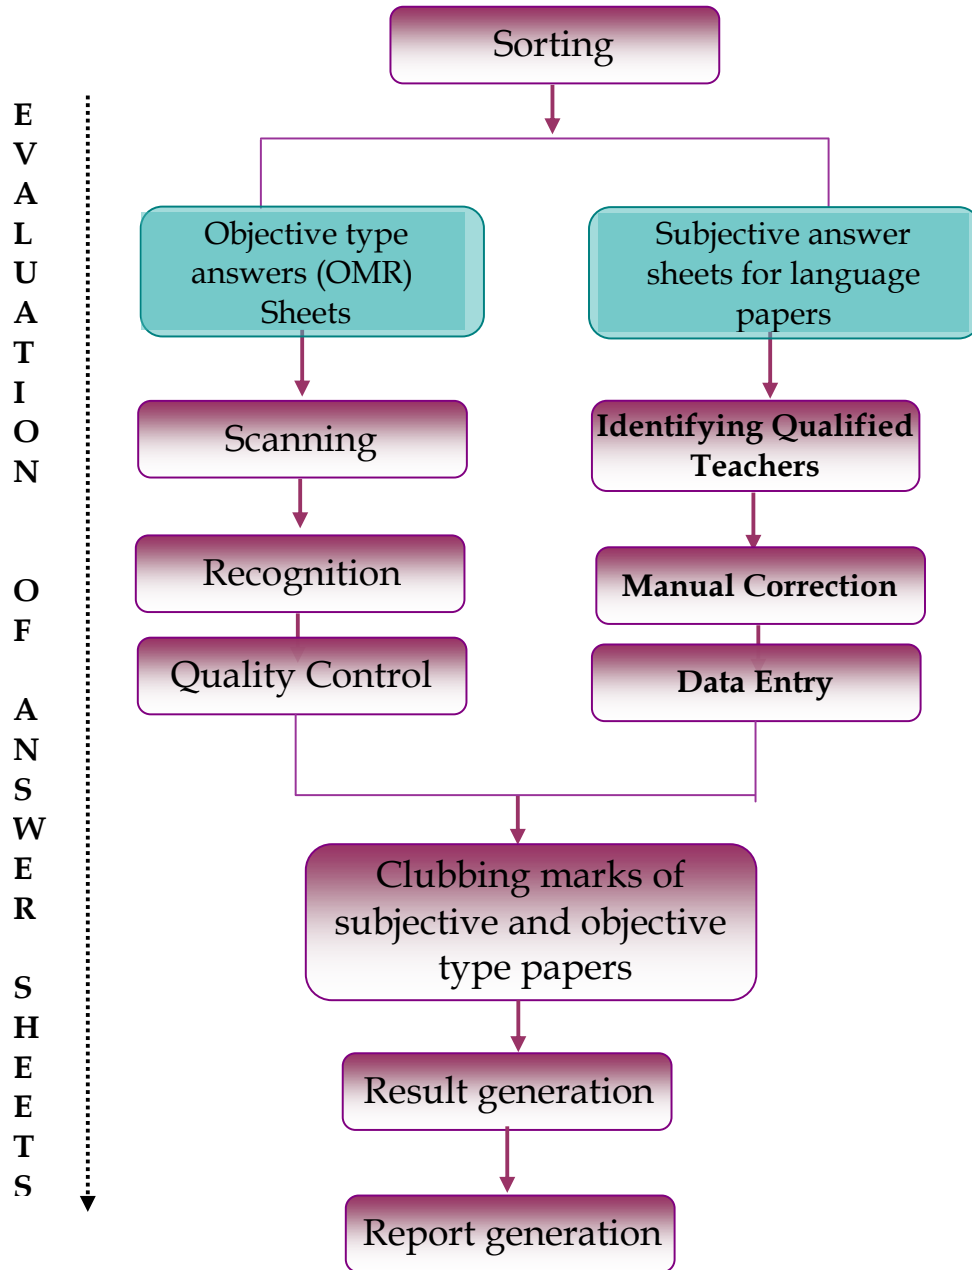 Sorting
EVALUATION OF ANSWER SHEETS
Objective type
answers (OMR)
Sheets
Subjective answer
sheets for language
papers
Scanning
Identifying Qualified
Teachers
Recognition
Manual Correction
Quality Control
Data Entry
Clubbing marks of
subjective and objective
type papers
Result generation
Report generation